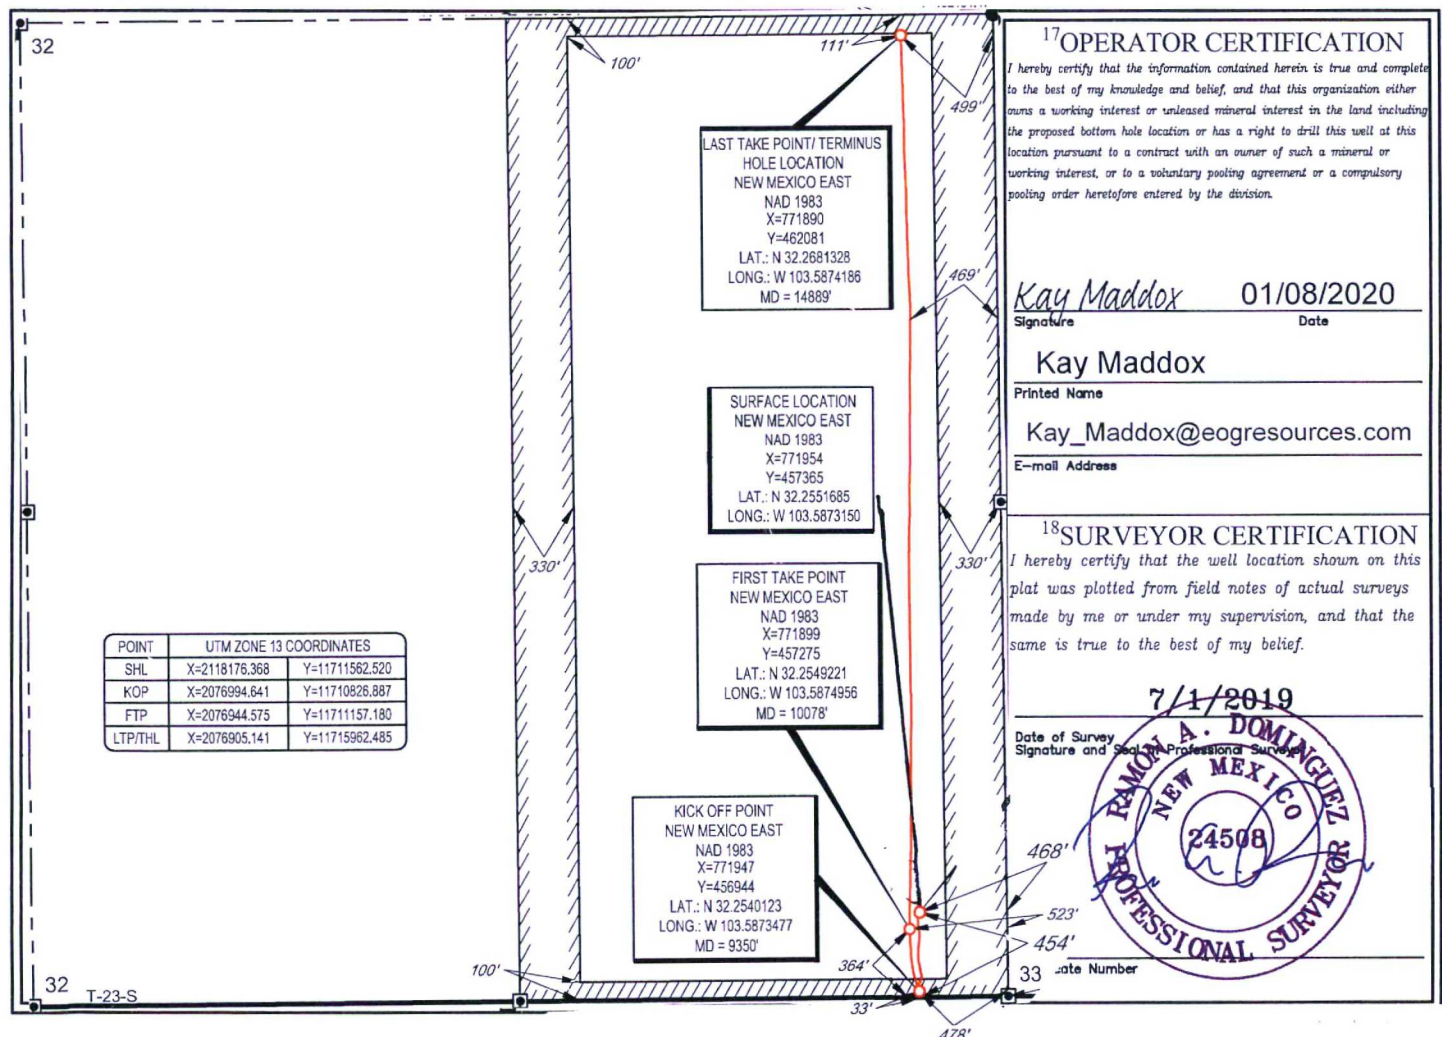 32
100'
111'
499'
LAST TAKE POINT/ TERMINUS
HOLE LOCATION
NEW MEXICO EAST
NAD 1983
X=771890
Y=462081
LAT.: N 32.2681328
LONG.: W 103.5874186
MD = 14889'
469'
SURFACE LOCATION
NEW MEXICO EAST
NAD 1983
X=771954
Y=457365
LAT.: N 32.2551685
LONG.: W 103.5873150
330'
330'
FIRST TAKE POINT
NEW MEXICO EAST
NAD 1983
X=771899
Y=457275
LAT.: N 32.2549221
LONG.: W 103.5874956
MD = 10078'
POINT UTM ZONE 13 COORDINATES
SHL X=2118176.368 Y=11711562.520
KOP X=2076994.641 Y=11710826.887
FTP X=2076944.575 Y=11711157.180
LTP/THL X=2076905.141 Y=11715962.485
KICK OFF POINT
NEW MEXICO EAST
NAD 1983
X=771947
Y=456944
LAT.: N 32.2540123
LONG.: W 103.5873477
MD = 9350'
468'
523'
454'
364'
100'
33'
478'
32
T-23-S
33
17OPERATOR CERTIFICATION
I hereby certify that the information contained herein is true and complete
to the best of my knowledge and belief, and that this organization either
owns a working interest or unleased mineral interest in the land including
the proposed bottom hole location or has a right to drill this well at this
location pursuant to a contract with an owner of such a mineral or
working interest, or to a voluntary pooling agreement or a compulsory
pooling order heretofore entered by the division.
Kay Maddox 01/08/2020
Signature Date
Kay Maddox
Printed Name
Kay_Maddox@eogresources.com
E-mail Address
18SURVEYOR CERTIFICATION
I hereby certify that the well location shown on this
plat was plotted from field notes of actual surveys
made by me or under my supervision, and that the
same is true to the best of my belief.
7/1/2019
Date of Survey
Signature and Seal of Professional Surveyor
RAMON A. DOMINGUEZ
NEW MEXICO
24508
PROFESSIONAL SURVEYOR
Number